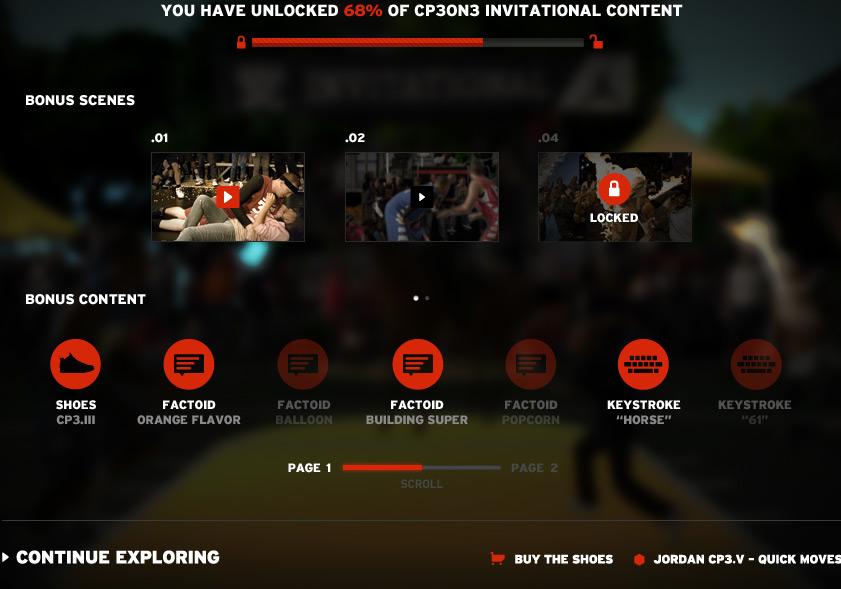 YOU HAVE UNLOCKED 68% OF CP3ON3 INVITATIONAL CONTENT
BONUS SCENES
.01
.02
.04
LOCKED
BONUS CONTENT
SHOES
CP3.III
FACTOID
ORANGE FLAVOR
FACTOID
BALLOON
FACTOID
BUILDING SUPER
FACTOID
POPCORN
KEYSTROKE
“HORSE”
KEYSTROKE
“61”
PAGE 1
PAGE 2
SCROLL
CONTINUE EXPLORING
BUY THE SHOES
JORDAN CP3.V - QUICK MOVES
INVITATIONAL